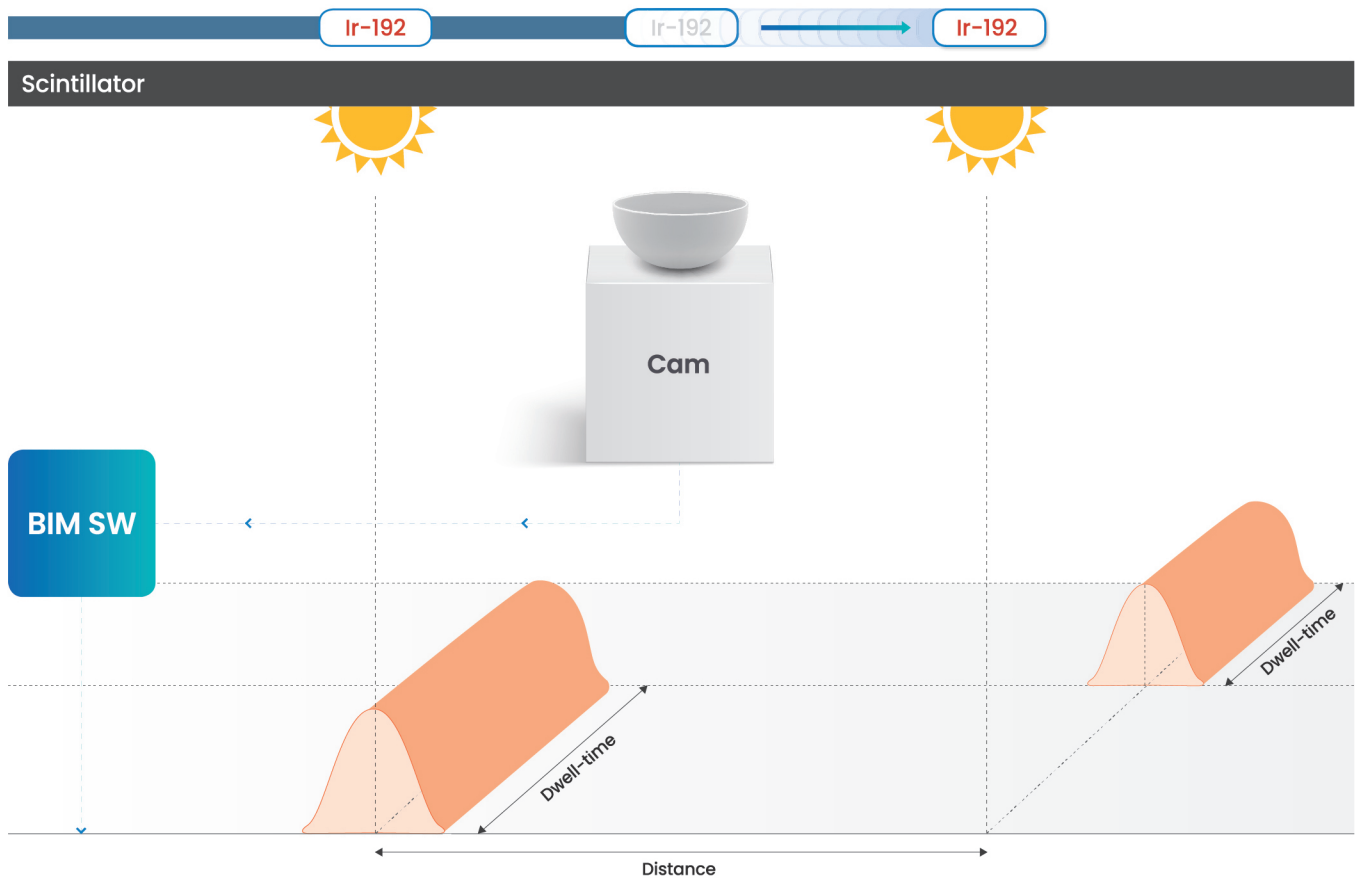 Ir-192
Ir-192
Ir-192
Scintillator
Cam
BIM SW
Dwell-time
Dwell-time
Distance